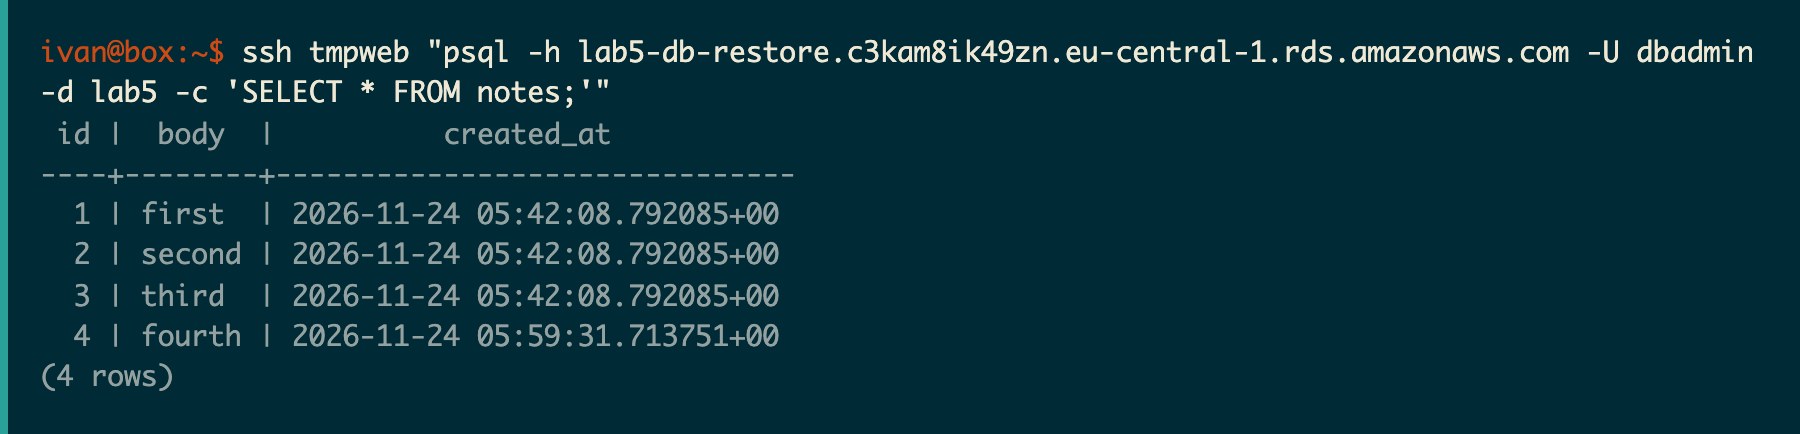 ivan@box:~$ ssh tmpweb "psql -h lab5-db-restore.c3kam8ik49zn.eu-central-1.rds.amazonaws.com -U dbadmin
-d lab5 -c 'SELECT * FROM notes;'"
 id |  body  |          created_at
----+--------+-------------------------------
  1 | first  | 2026-11-24 05:42:08.792085+00
  2 | second | 2026-11-24 05:42:08.792085+00
  3 | third  | 2026-11-24 05:42:08.792085+00
  4 | fourth | 2026-11-24 05:59:31.713751+00
(4 rows)